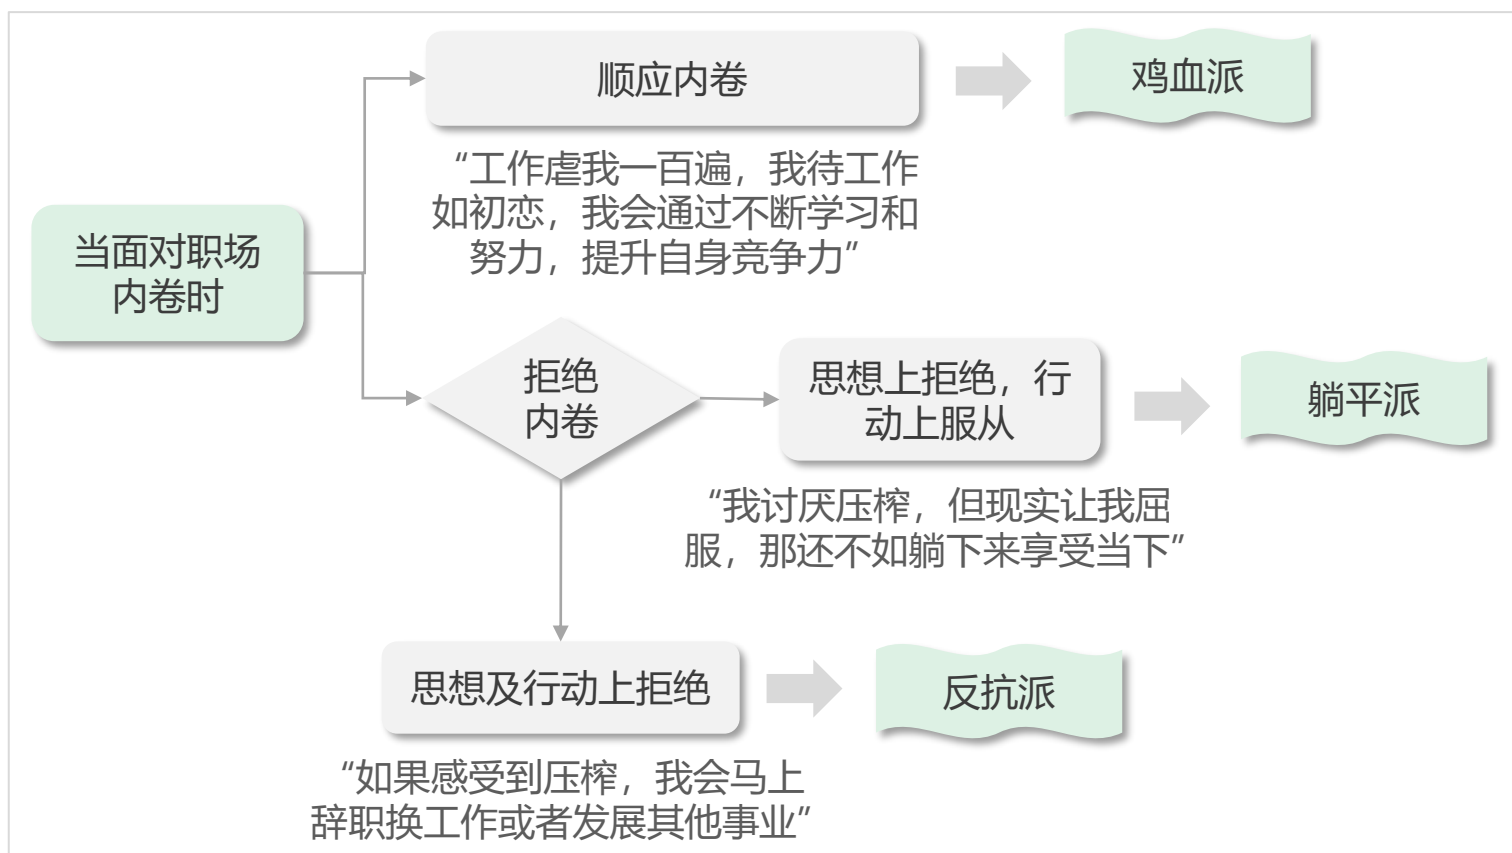 顺应内卷
鸡血派
“工作虐我一百遍，我待工作
如初恋，我会通过不断学习和
努力，提升自身竞争力”
当面对职场
内卷时
拒绝
内卷
思想上拒绝，行
动上服从
躺平派
“我讨厌压榨，但现实让我屈
服，那还不如躺下来享受当下”
思想及行动上拒绝
反抗派
“如果感受到压榨，我会马上
辞职换工作或者发展其他事业”